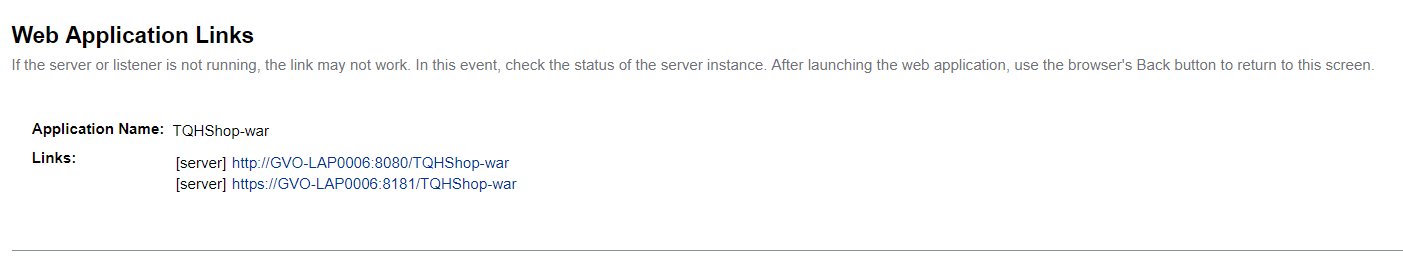 Web Application Links
If the server or listener is not running, the link may not work. In this event, check the status of the server instance. After launching the web application, use the browser's Back button to return to this screen.
Application Name: TQHShop-war
Links: [server] http://GVO-LAP0006:8080/TQHShop-war
[server] https://GVO-LAP0006:8181/TQHShop-war